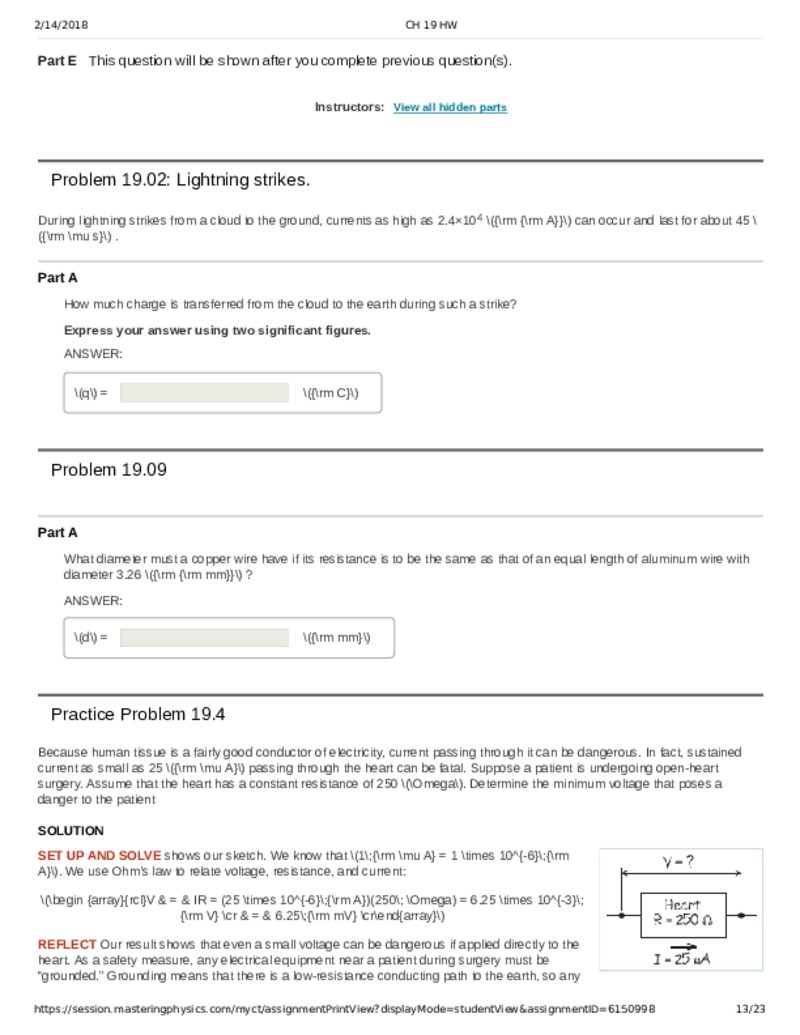 2/14/2018 CH 19 HW
Part E This question will be shown after you complete previous question(s).
Instructors: View all hidden parts
Problem 19.02: Lightning strikes.
During lightning strikes from a cloud to the ground, currents as high as 2.4×10⁴ \({\rm {\rm A}}\) can occur and last for about 45 \
({\rm \mu s}\) .
Part A
How much charge is transferred from the cloud to the earth during such a strike?
Express your answer using two significant figures.
ANSWER:
\(q\) = \({\rm C}\)
Problem 19.09
Part A
What diameter must a copper wire have if its resistance is to be the same as that of an equal length of aluminum wire with
diameter 3.26 \({\rm {\rm mm}}\) ?
ANSWER:
\(d\) = \({\rm mm}\)
Practice Problem 19.4
Because human tissue is a fairly good conductor of electricity, current passing through it can be dangerous. In fact, sustained
current as small as 25 \({\rm \mu A}\) passing through the heart can be fatal. Suppose a patient is undergoing open-heart
surgery. Assume that the heart has a constant resistance of 250 \(\Omega\). Determine the minimum voltage that poses a
danger to the patient
SOLUTION
SET UP AND SOLVE shows our sketch. We know that \(1\;{\rm \mu A} = 1 \times 10^{-6}\;{\rm
A}\). We use Ohm's law to relate voltage, resistance, and current:
\(\begin {array}{rcl}V & = & IR = (25 \times 10^{-6}\;{\rm A})(250\; \Omega) = 6.25 \times 10^{-3}\;
{\rm V} \cr & = & 6.25\;{\rm mV} \cr\end{array}\)
REFLECT Our result shows that even a small voltage can be dangerous if applied directly to the
heart. As a safety measure, any electrical equipment near a patient during surgery must be
"grounded." Grounding means that there is a low-resistance conducting path to the earth, so any
V = ?
Heart
R = 250 Ω
I = 25 uA
https://session.masteringphysics.com/myct/assignmentPrintView?displayMode=studentView&assignmentID=6150998 13/23